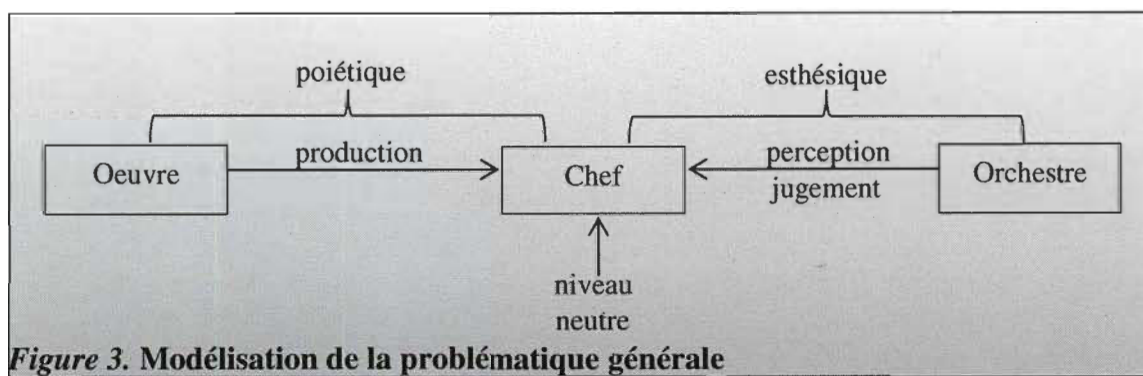 poiétique
esthésique
Oeuvre
production
Chef
perception
jugement
Orchestre
niveau
neutre
Figure 3. Modélisation de la problématique générale